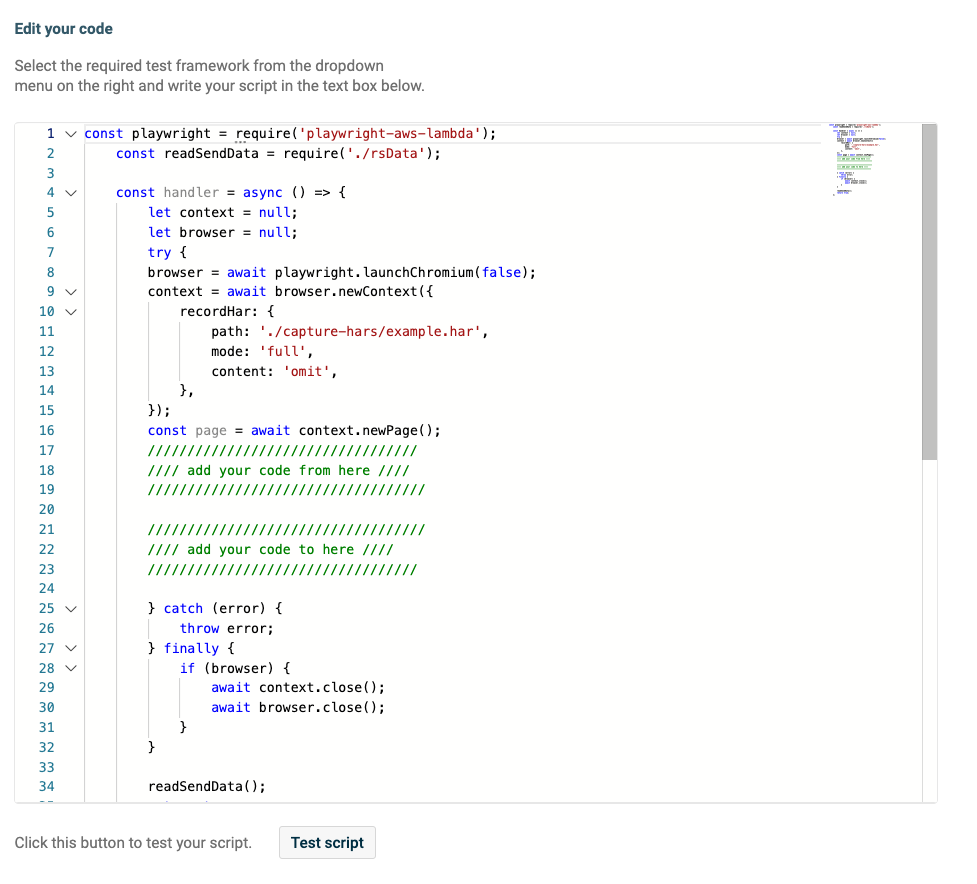 Edit your code
Select the required test framework from the dropdown
menu on the right and write your script in the text box below.
1 const playwright = require('playwright-aws-lambda');
2 const readSendData = require('./rsData');
3
4 const handler = async () => {
5 let context = null;
6 let browser = null;
7 try {
8 browser = await playwright.launchChromium(false);
9 context = await browser.newContext({
10 recordHar: {
11 path: './capture-hars/example.har',
12 mode: 'full',
13 content: 'omit',
14 },
15 });
16 const page = await context.newPage();
17 //////////////////////////////////
18 //// add your code from here ////
19 ///////////////////////////////////
20
21 ///////////////////////////////////
22 //// add your code to here ////
23 //////////////////////////////////
24
25 } catch (error) {
26 throw error;
27 } finally {
28 if (browser) {
29 await context.close();
30 await browser.close();
31 }
32 }
33
34 readSendData();
Click this button to test your script. Test script